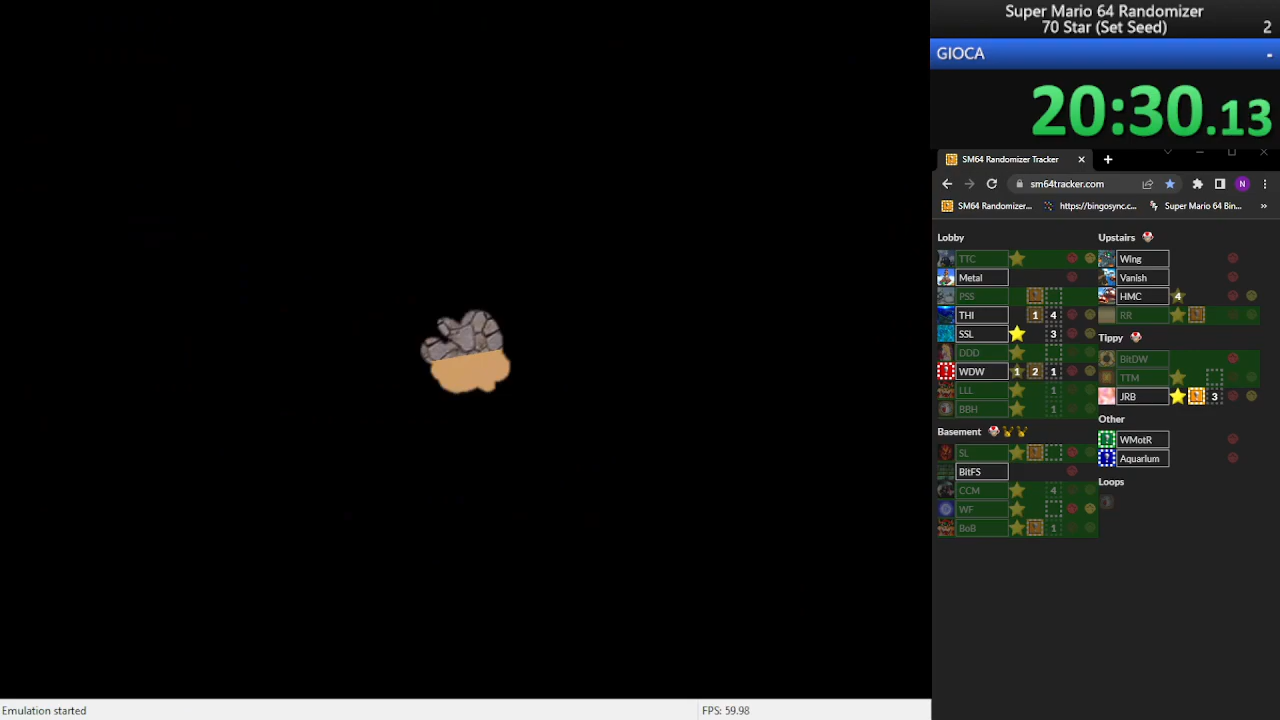 Super Mario 64 Randomizer
70 Star (Set Seed)
2
GIOCA
-
20:30.13
SM64 Randomizer Tracker
sm64tracker.com
N
SM64 Randomizer...
https://bingosync.c...
Super Mario 64 Bin...
»
Lobby
TTC
Metal
PSS
THI 1 4
SSL 3
DDD
WDW 1 2 1
LLL 1
BBH 1
Basement
SL
BitFS
CCM 4
WF
BoB 1
Upstairs
Wing
Vanish
HMC 4
RR
Tippy
BitDW
TTM
JRB 3
Other
WMotR
Aquarium
Loops
Emulation started
FPS: 59.98